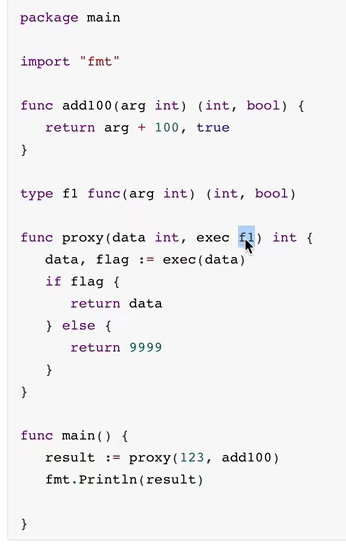 package main
import "fmt"
func add100(arg int) (int, bool) {
return arg + 100, true
}
type f1 func(arg int) (int, bool)
func proxy(data int, exec f1) int {
data, flag := exec(data)
if flag {
return data
} else {
return 9999
}
}
func main() {
result := proxy(123, add100)
fmt.Println(result)
}